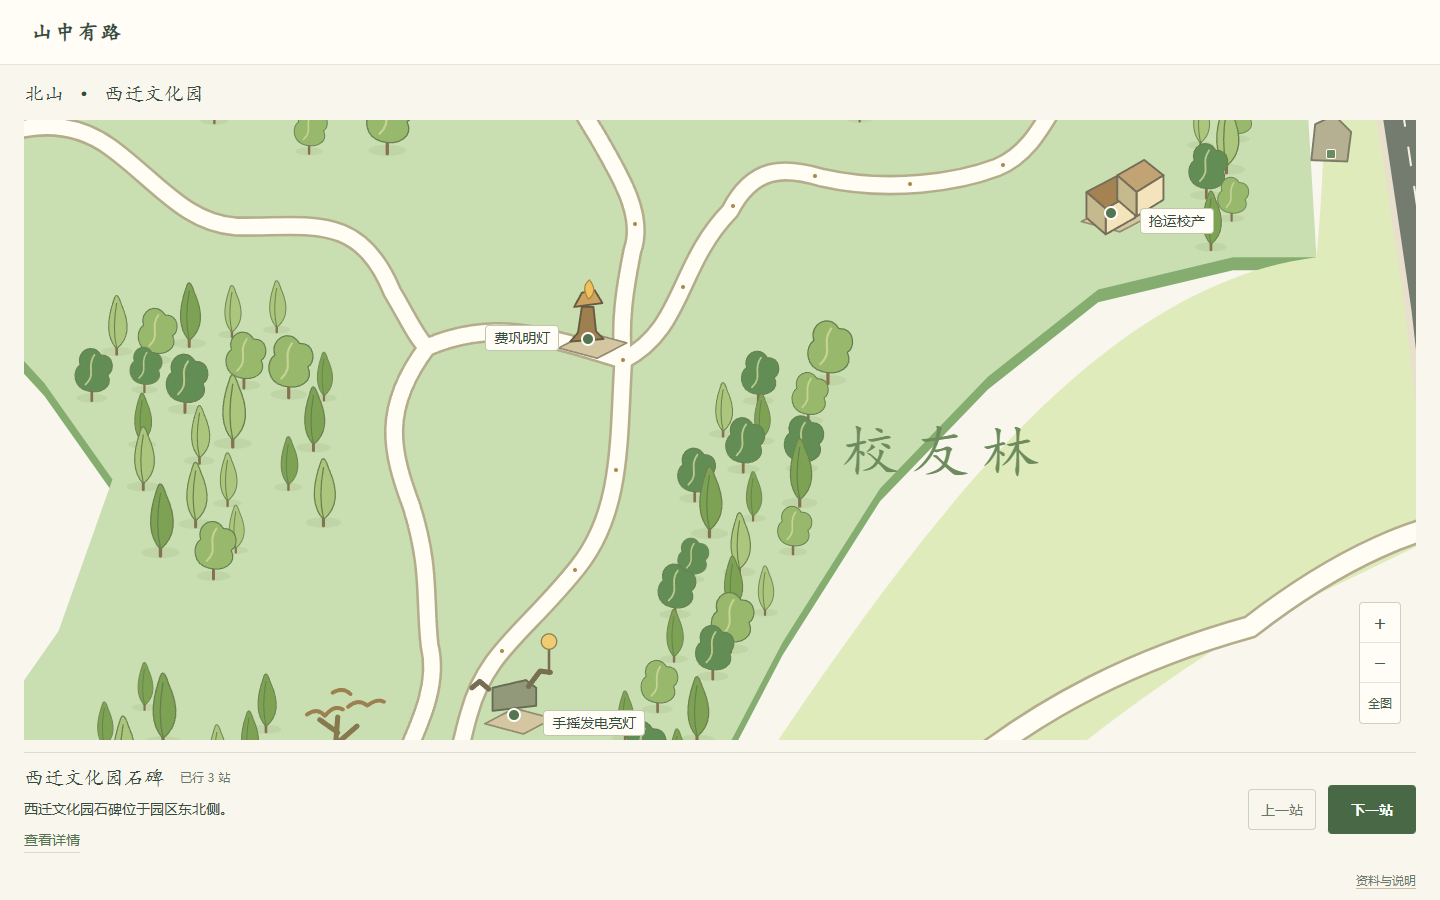 山中有路
北山 • 西迁文化园
抢运校产
费巩明灯
校友林
手摇发电亮灯
+
−
全图
西迁文化园石碑 已行 3 站
西迁文化园石碑位于园区东北侧。
查看详情
上一站 下一站
资料与说明